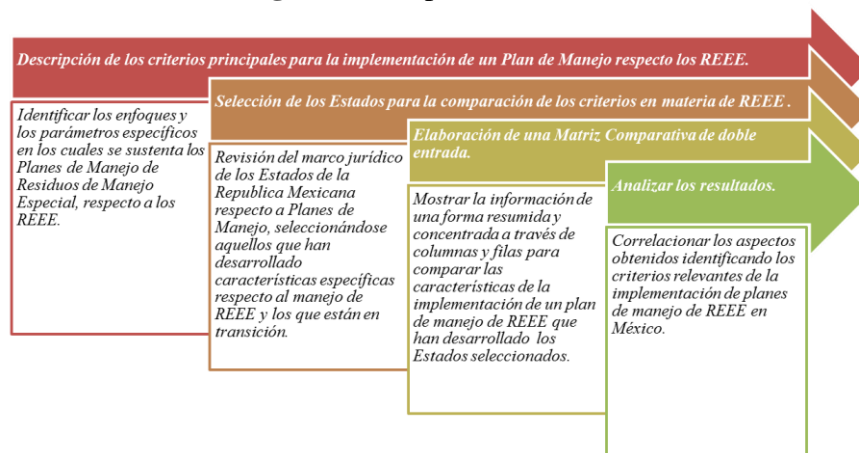 Descripción de los criterios principales para la implementación de un Plan de Manejo respecto los REEE.
Identificar los enfoques y
los parámetros específicos
en los cuales se sustenta los
Planes de Manejo de
Residuos de Manejo
Especial, respecto a los
REEE.
Selección de los Estados para la comparación de los criterios en materia de REEE .
Revisión del marco jurídico
de los Estados de la
Republica Mexicana
respecto a Planes de
Manejo, seleccionándose
aquellos que han
desarrollado
características específicas
respecto al manejo de
REEE y los que están en
transición.
Elaboración de una Matriz Comparativa de doble
entrada.
Mostrar la información de
una forma resumida y
concentrada a través de
columnas y filas para
comparar las
características de la
implementación de un plan
de manejo de REEE que
han desarrollado los
Estados seleccionados.
Analizar los resultados.
Correlacionar los aspectos
obtenidos identificando los
criterios relevantes de la
implementación de planes
de manejo de REEE en
México.